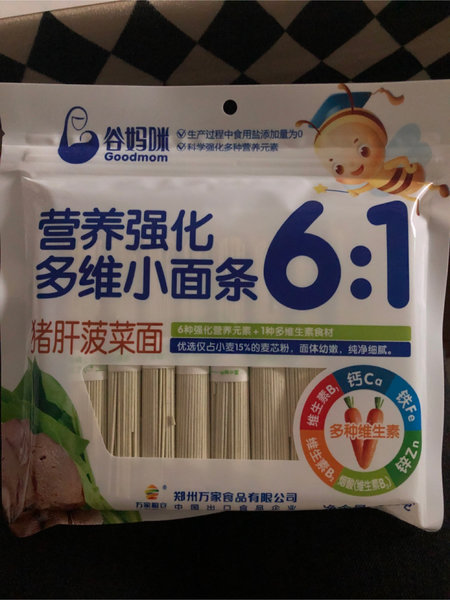 谷妈咪
Goodmom
生产过程中食用盐添加量为0
科学强化多种营养元素
营养强化
多维小面条
6:1
猪肝菠菜面
6种强化营养元素+1种多维生素食材
优选仅占小麦15%的麦芯粉,面体幼嫩,纯净细腻。
钙Ca
铁Fe
锌Zn
烟酸(维生素B
维生素B
维生素B
多种维生素
万家粮仓
郑州万家食品有限公司
中国出口食品企业